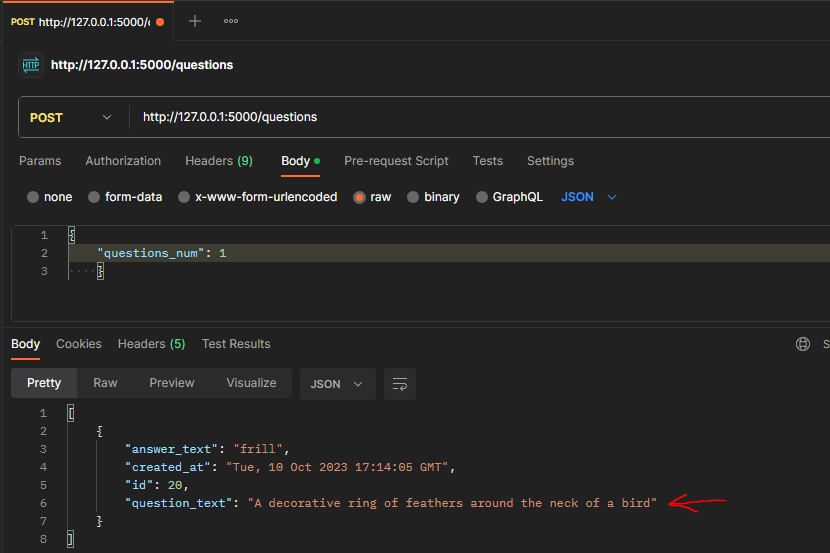 POST http://127.0.0.1:5000/
HTTP http://127.0.0.1:5000/questions
POST http://127.0.0.1:5000/questions
Params Authorization Headers (9) Body Pre-request Script Tests Settings
none form-data x-www-form-urlencoded raw binary GraphQL JSON
1 {
2 "questions_num": 1
3 }
Body Cookies Headers (5) Test Results
Pretty Raw Preview Visualize JSON
1 [
2 {
3 "answer_text": "frill",
4 "created_at": "Tue, 10 Oct 2023 17:14:05 GMT",
5 "id": 20,
6 "question_text": "A decorative ring of feathers around the neck of a bird"
7 }
8 ]